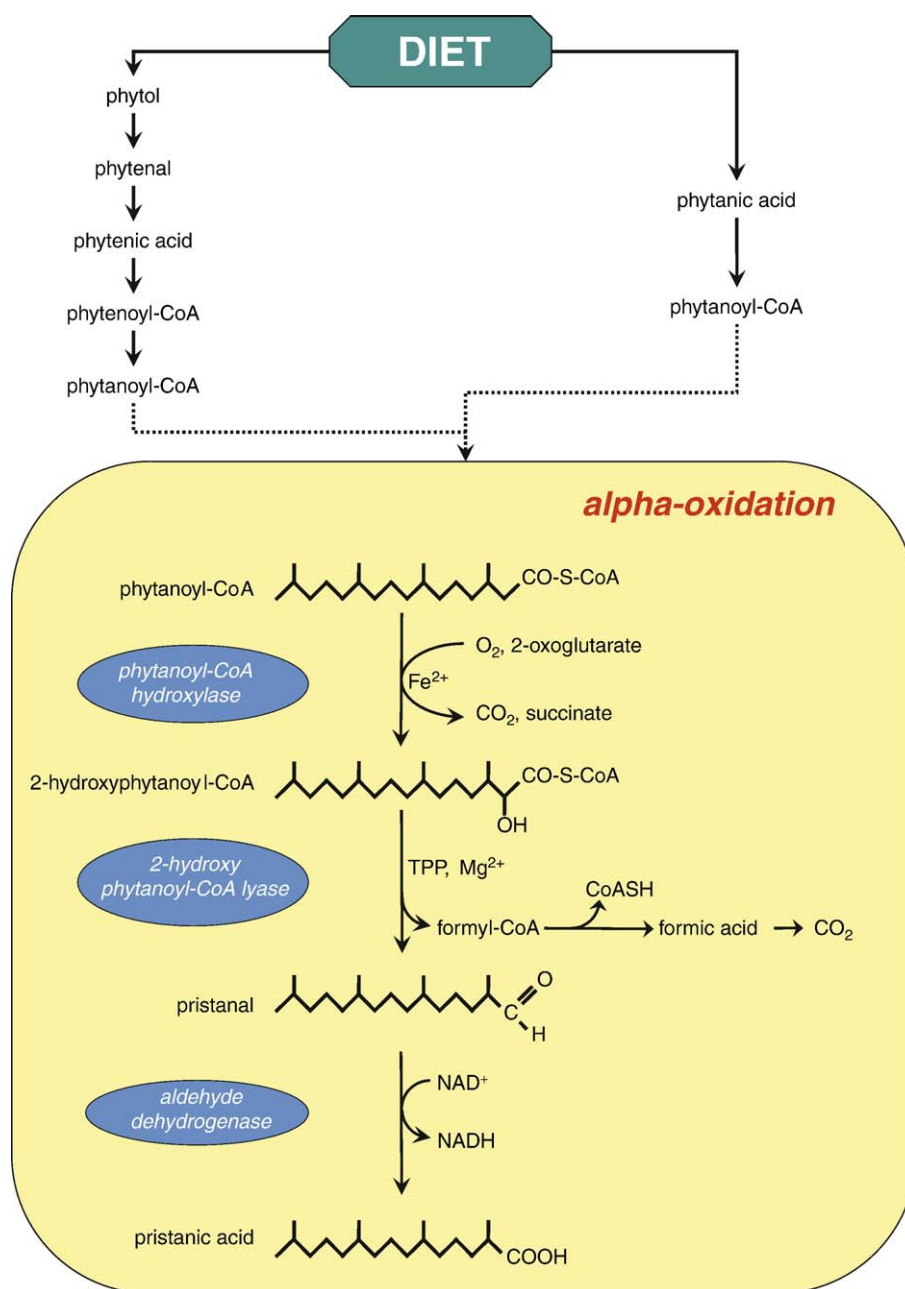 DIET
phytol
phytenal
phytenic acid
phytenoyl-CoA
phytanoyl-CoA
phytanic acid
phytanoyl-CoA
alpha-oxidation
phytanoyl-CoA
CO-S-CoA
phytanoyl-CoA
hydroxylase
O₂, 2-oxoglutarate
Fe²⁺
CO₂, succinate
2-hydroxyphytanoyl-CoA
CO-S-CoA
OH
2-hydroxy
phytanoyl-CoA lyase
TPP, Mg²⁺
CoASH
formyl-CoA
formic acid
CO₂
pristanal
O
C
H
aldehyde
dehydrogenase
NAD⁺
NADH
pristanic acid
COOH